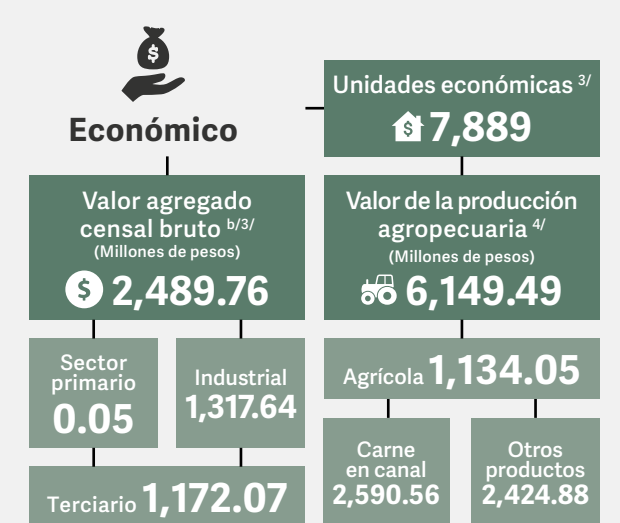 $
Económico
Unidades económicas 3/
$ 7,889
Valor agregado
censal bruto b/3/
(Millones de pesos)
$ 2,489.76
Valor de la producción
agropecuaria 4/
(Millones de pesos)
6,149.49
Sector
primario
0.05
Industrial
1,317.64
Terciario 1,172.07
Agrícola 1,134.05
Carne
en canal
2,590.56
Otros
productos
2,424.88